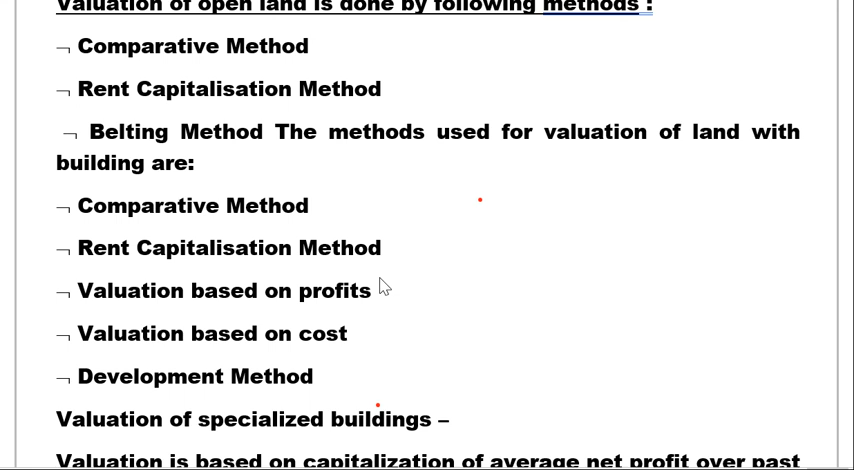 Valuation of open land is done by following methods :
¬ Comparative Method
¬ Rent Capitalisation Method
¬ Belting Method The methods used for valuation of land with
building are:
¬ Comparative Method
¬ Rent Capitalisation Method
¬ Valuation based on profits
¬ Valuation based on cost
¬ Development Method
Valuation of specialized buildings –
Valuation is based on capitalization of average net profit over past